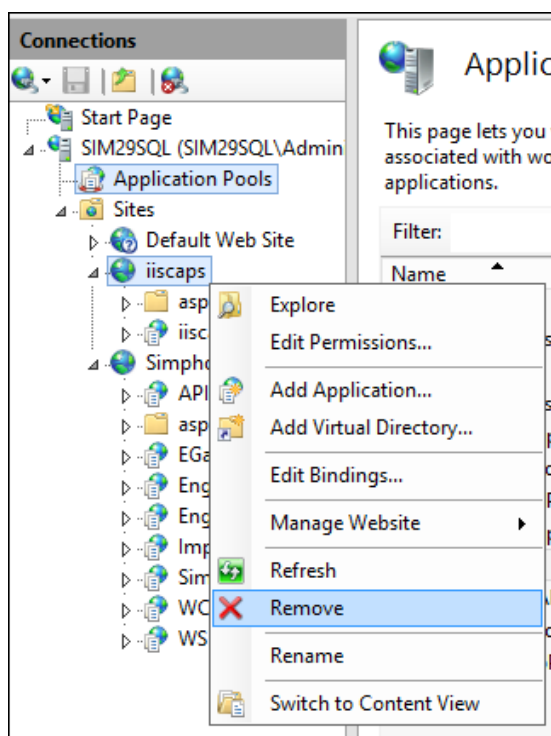 Connections
Applic
Start Page
SIM29SQL (SIM29SQL\Admin
This page lets you
associated with wo
applications.
Application Pools
Sites
Filter:
Default Web Site
iiscaps
Name
asp
Explore
iisc
Edit Permissions...
Simpho
API
Add Application...
asp
Add Virtual Directory...
EGa
Edit Bindings...
Eng
Eng
Manage Website
Imp
Sim
Refresh
WC
Remove
WS
Rename
Switch to Content View